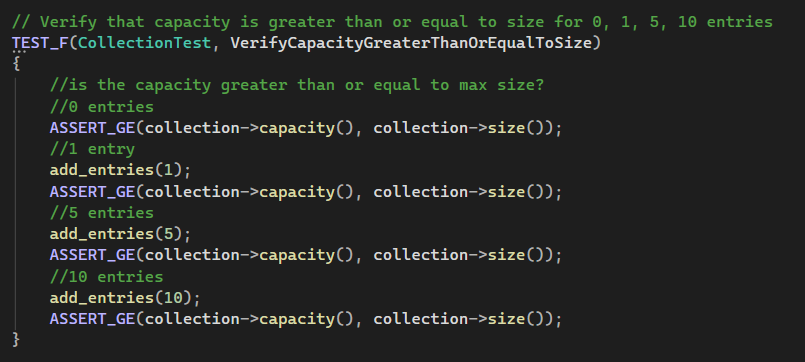 // Verify that capacity is greater than or equal to size for 0, 1, 5, 10 entries
TEST_F(CollectionTest, VerifyCapacityGreaterThanOrEqualToSize)
{
//is the capacity greater than or equal to max size?
//0 entries
ASSERT_GE(collection->capacity(), collection->size());
//1 entry
add_entries(1);
ASSERT_GE(collection->capacity(), collection->size());
//5 entries
add_entries(5);
ASSERT_GE(collection->capacity(), collection->size());
//10 entries
add_entries(10);
ASSERT_GE(collection->capacity(), collection->size());
}